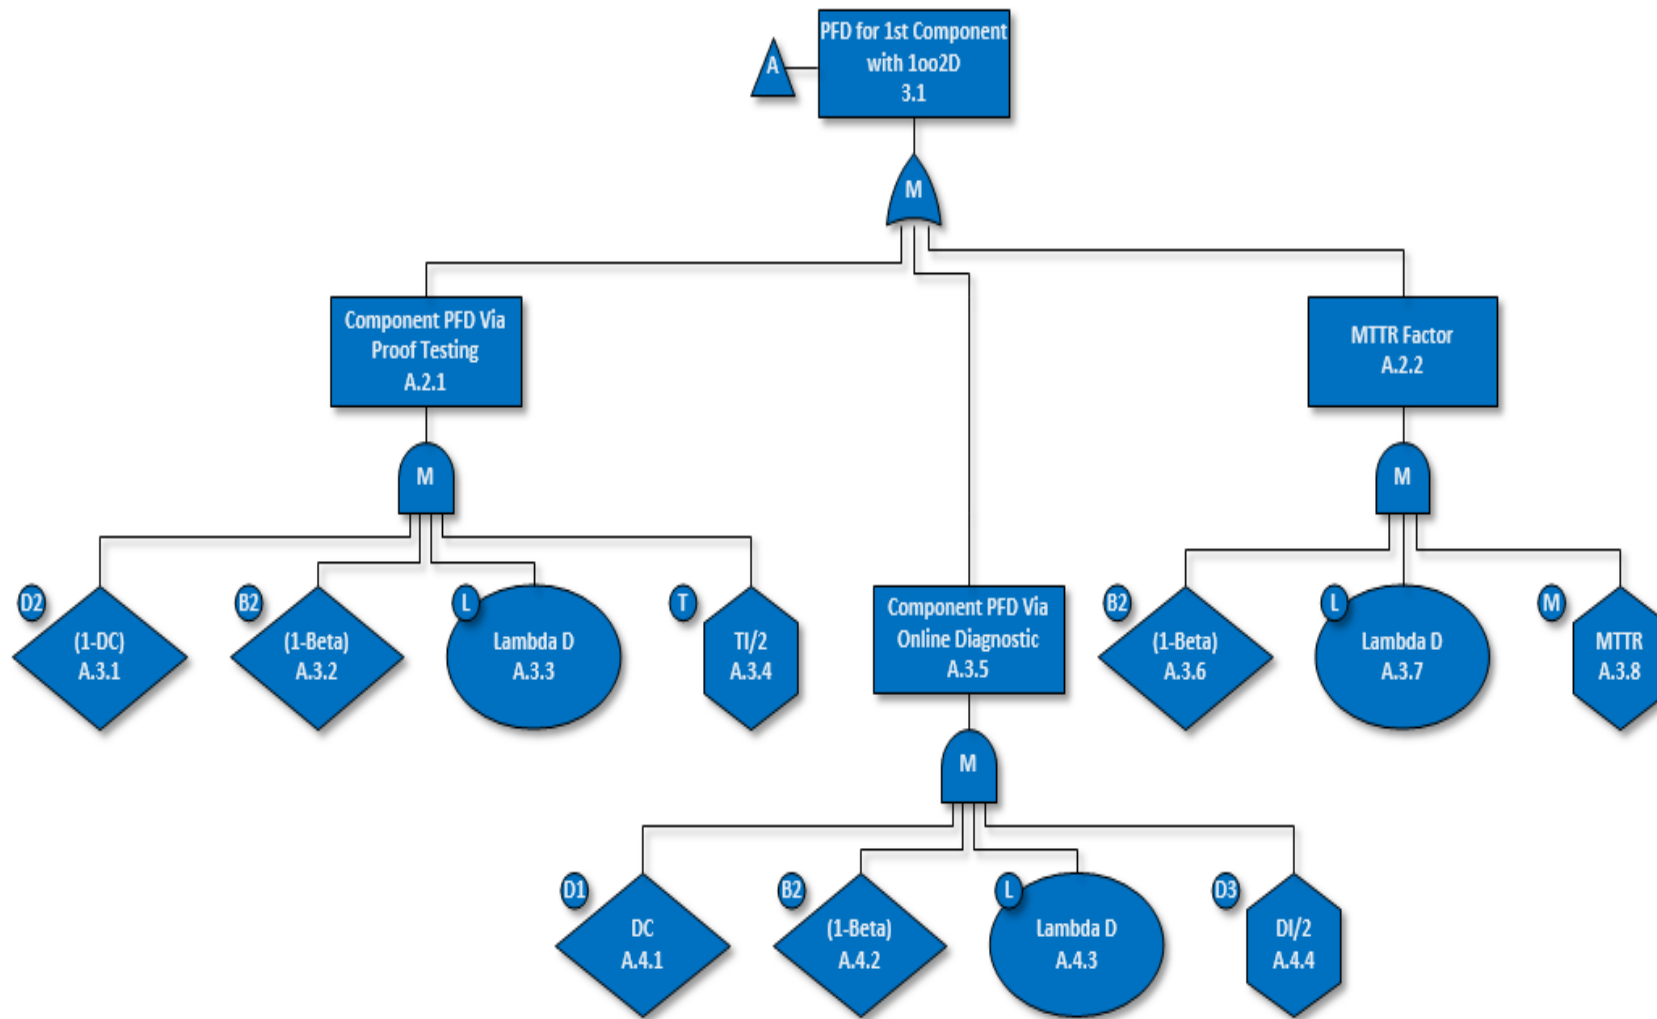 PFD for 1st Component
with 1oo2D
3.1
A
M
Component PFD Via
Proof Testing
A.2.1
MTTR Factor
A.2.2
M
M
D2
(1-DC)
A.3.1
B2
(1-Beta)
A.3.2
L
Lambda D
A.3.3
T
TI/2
A.3.4
Component PFD Via
Online Diagnostic
A.3.5
B2
(1-Beta)
A.3.6
L
Lambda D
A.3.7
M
MTTR
A.3.8
M
D1
DC
A.4.1
B2
(1-Beta)
A.4.2
L
Lambda D
A.4.3
D3
DI/2
A.4.4